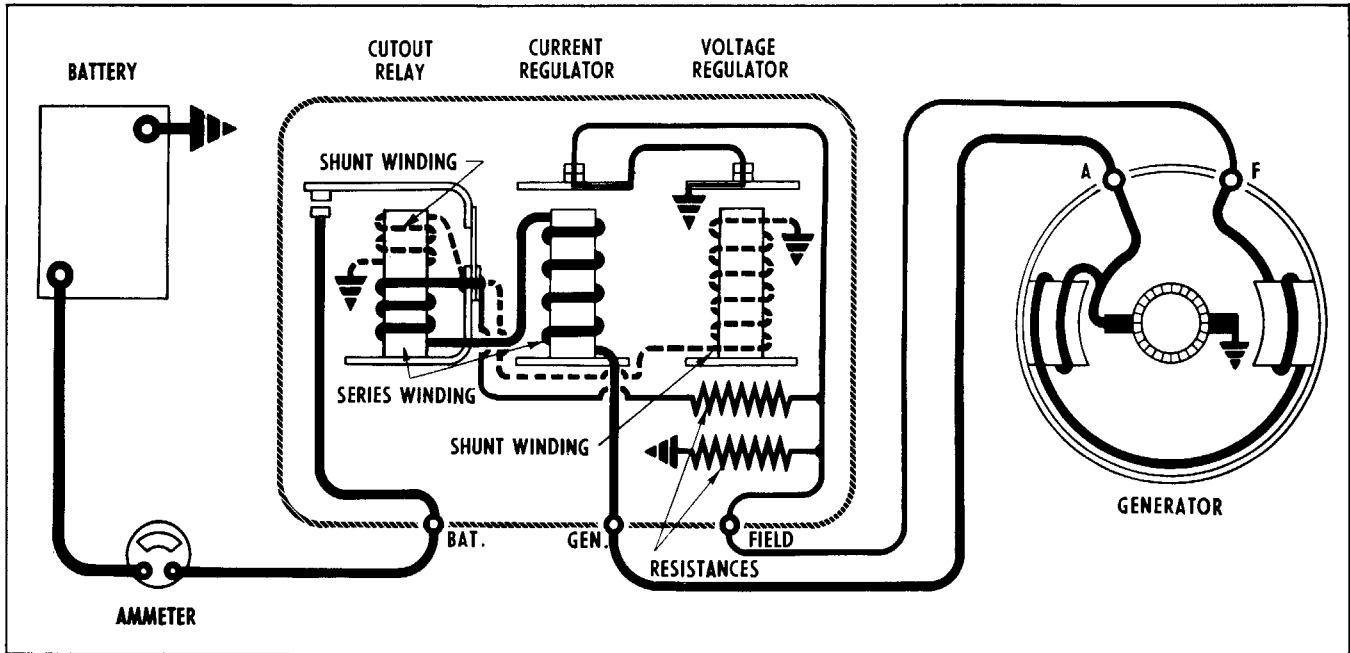 BATTERY
CUTOUT
RELAY
CURRENT
REGULATOR
VOLTAGE
REGULATOR
SHUNT WINDING
A
F
SERIES WINDING
SHUNT WINDING
GENERATOR
BAT.
GEN.
FIELD
RESISTANCES
AMMETER